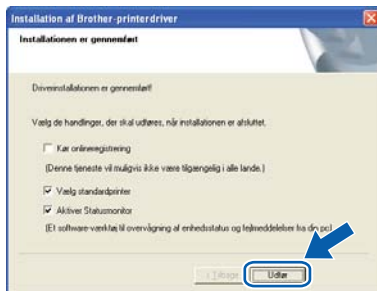 Installation af Brother-printerdriver
Installationen er gennemført
Driverinstallationen er gennemført!
Vælg de handlinger, der skal udføres, når installationen er afsluttet.
Kør onlineregistrering
(Denne tjeneste vil muligvis ikke være tilgængelig i alle lande.)
Vælg standardprinter
Aktiver Statusmonitor
(Et software-værktøj til overvågning af enhedsstatus og fejlmeddelelser fra din pc)
< Tilbage
Udfør